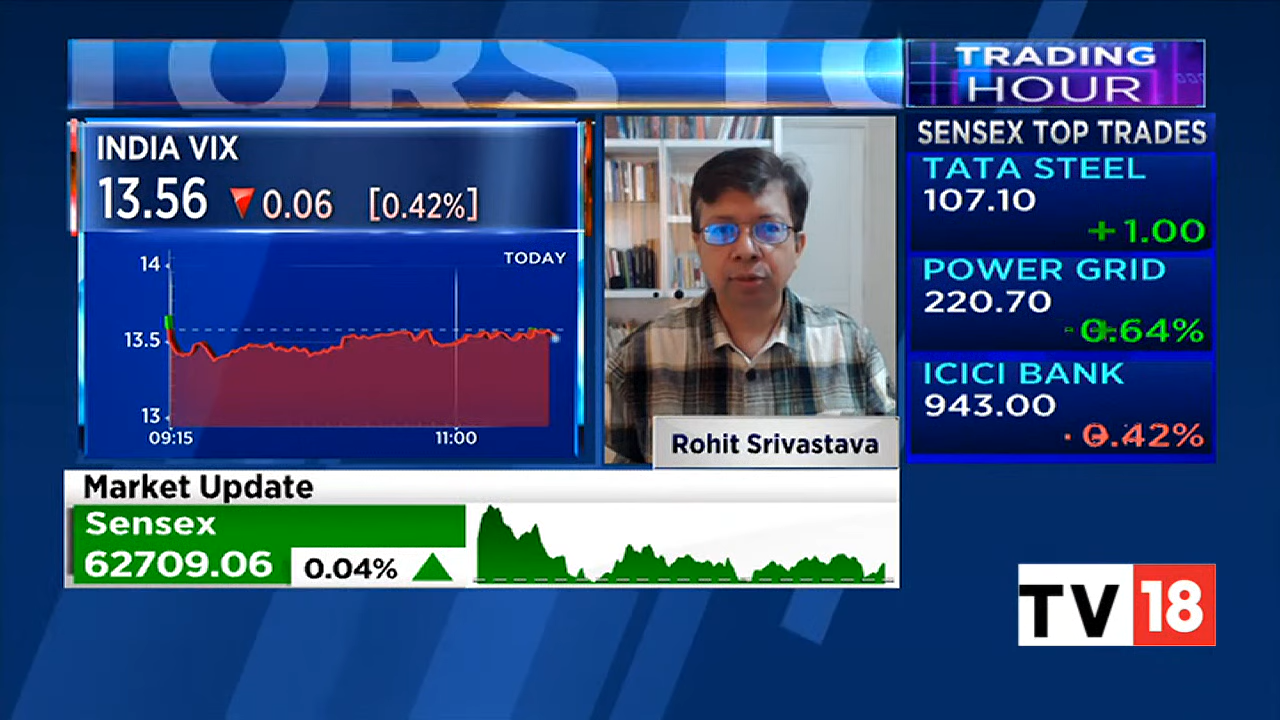 TORS TO
TRADING
HOUR
INDIA VIX
13.56 ▼ 0.06 [0.42%]
TODAY
14
13.5
13
09:15 11:00
Rohit Srivastava
SENSEX TOP TRADES
TATA STEEL
107.10
+1.00
POWER GRID
220.70
0.64%
ICICI BANK
943.00
0.42%
Market Update
Sensex
62709.06 0.04% ▲
TV18